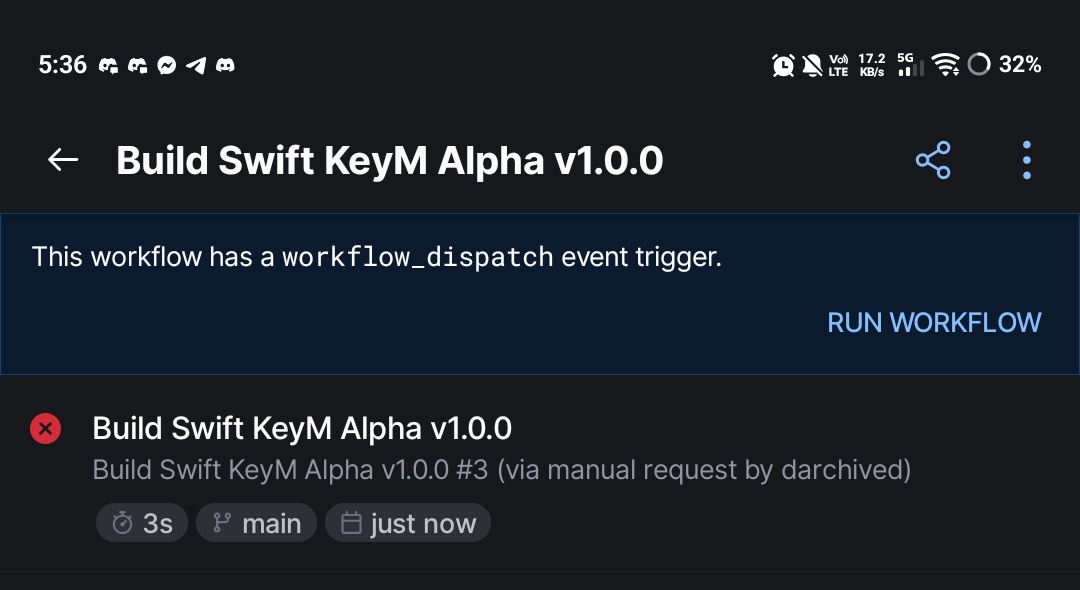 5:36 Vo) LTE 17.2 KB/s 5G 32%
Build Swift KeyM Alpha v1.0.0
This workflow has a workflow_dispatch event trigger.
RUN WORKFLOW
Build Swift KeyM Alpha v1.0.0
Build Swift KeyM Alpha v1.0.0 #3 (via manual request by darchived)
3s main just now